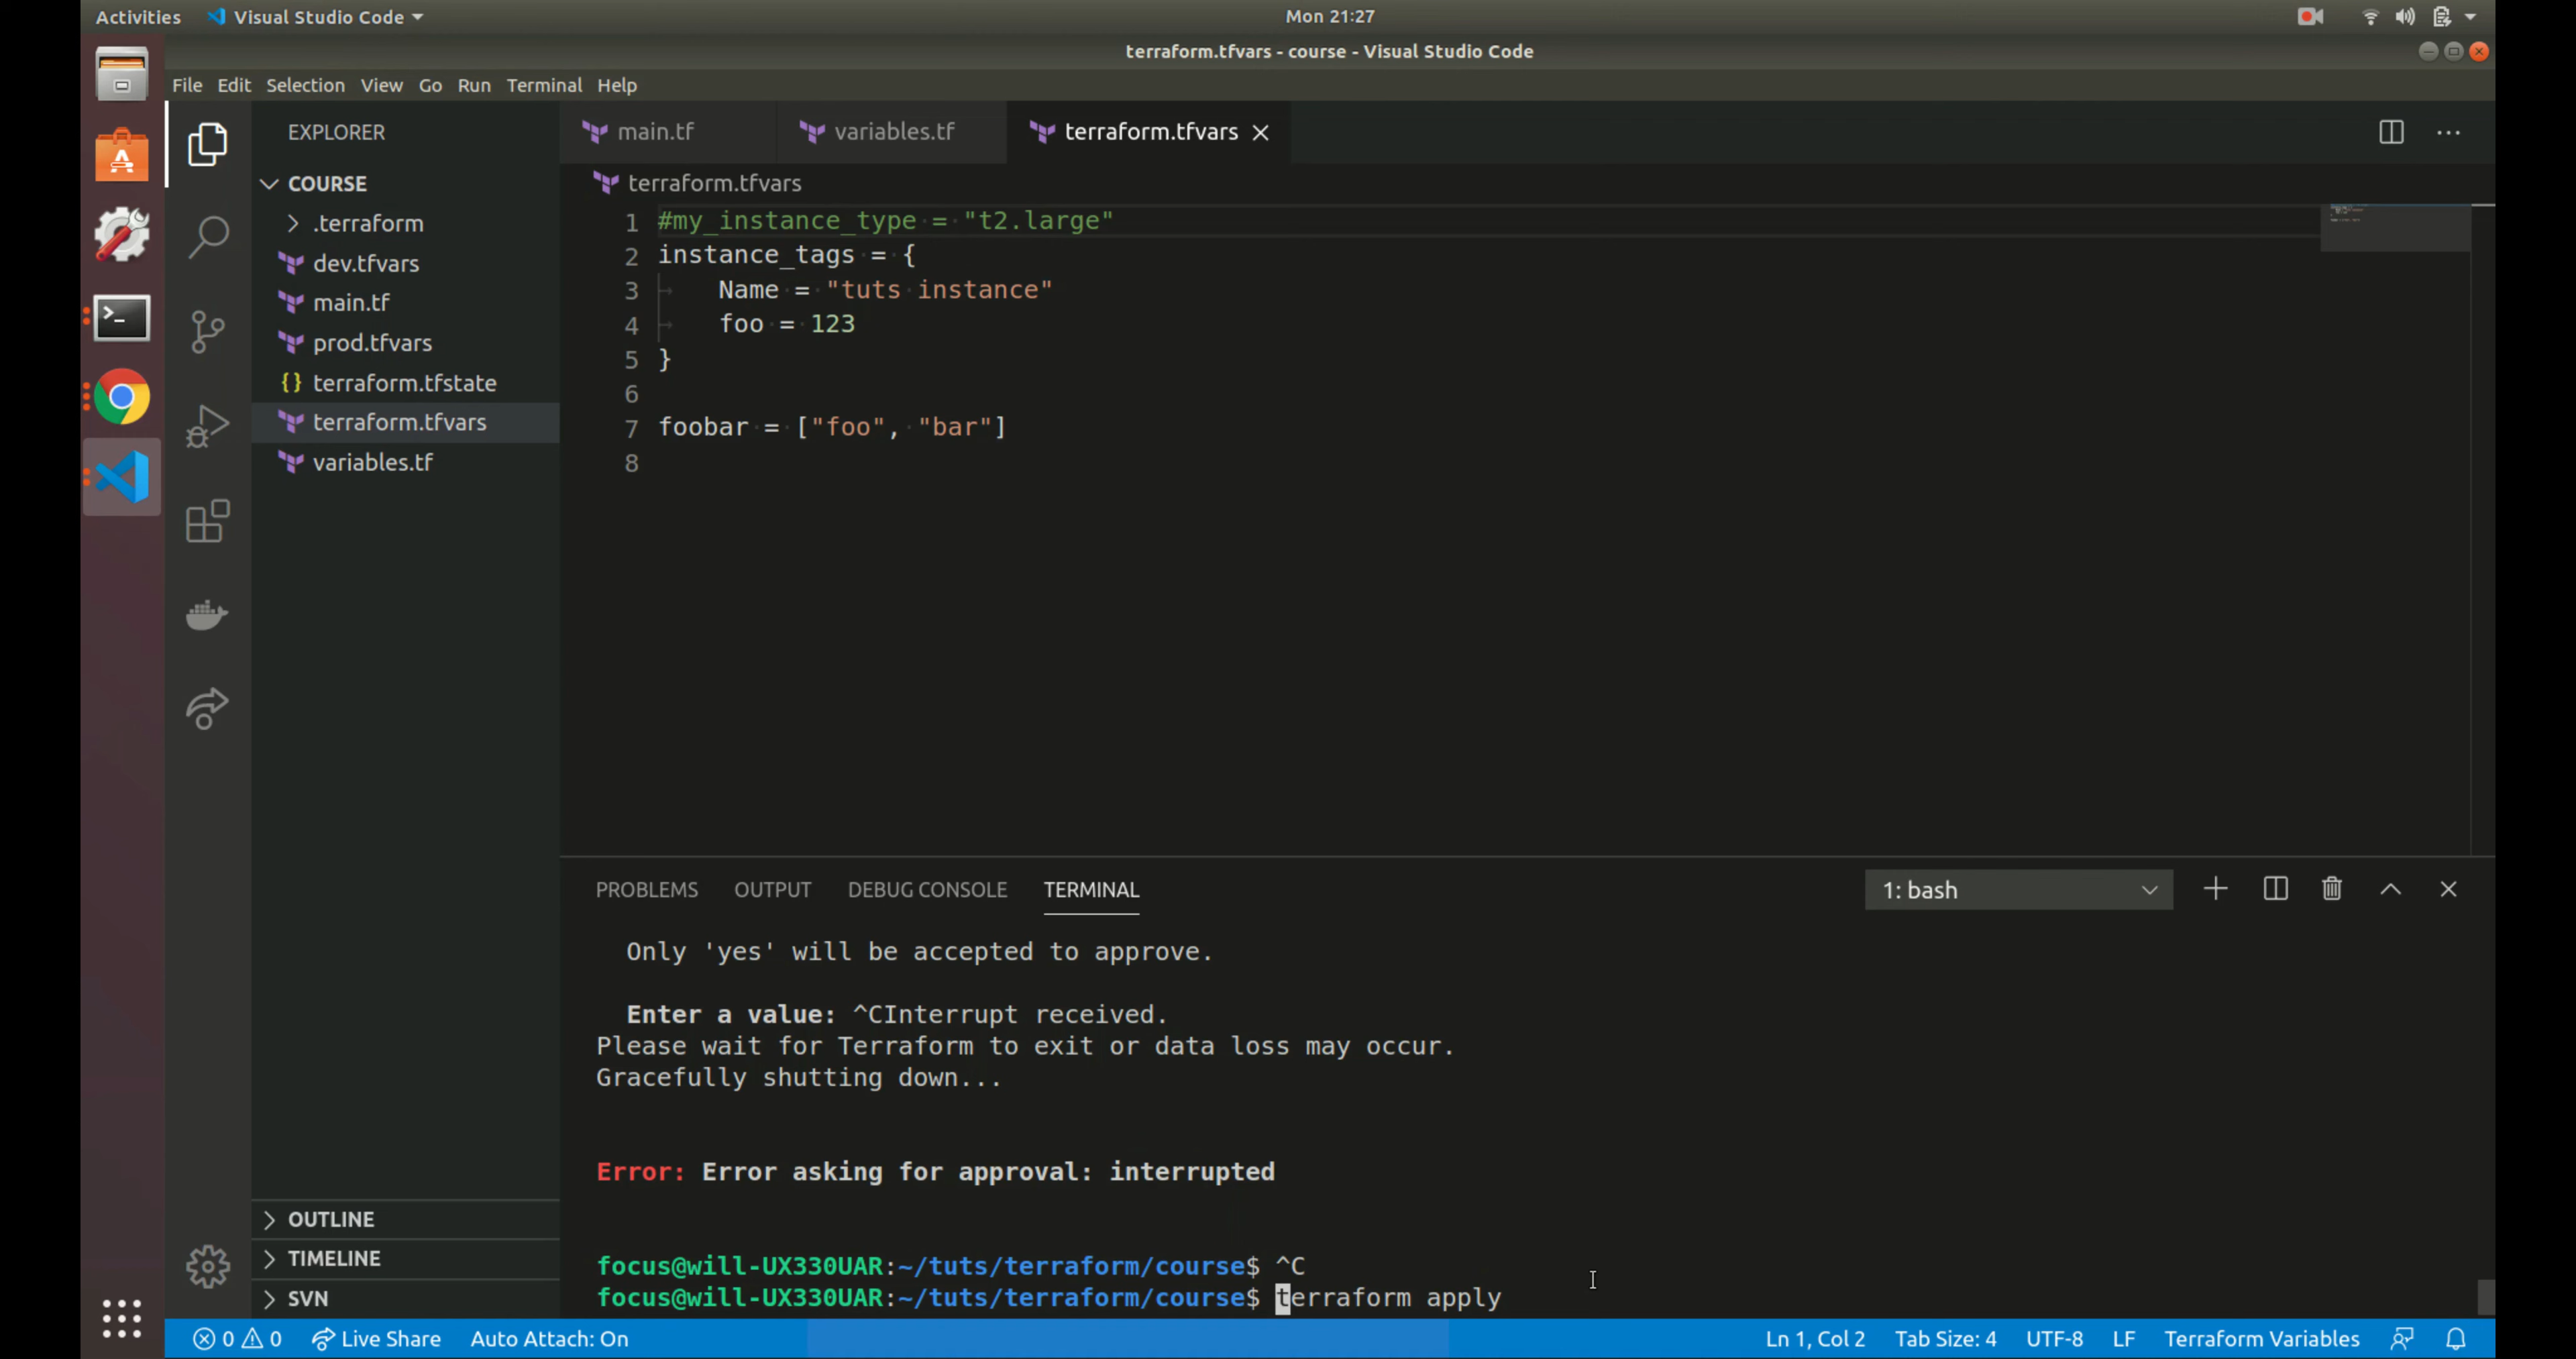 Activities Visual Studio Code Mon 21:27
terraform.tfvars - course - Visual Studio Code
File Edit Selection View Go Run Terminal Help
EXPLORER
COURSE
.terraform
dev.tfvars
main.tf
prod.tfvars
{} terraform.tfstate
terraform.tfvars
variables.tf
OUTLINE
TIMELINE
SVN
main.tf variables.tf terraform.tfvars
terraform.tfvars
1 #my_instance_type = "t2.large"
2 instance_tags = {
3 Name = "tuts instance"
4 foo = 123
5 }
6
7 foobar = ["foo", "bar"]
8
PROBLEMS OUTPUT DEBUG CONSOLE TERMINAL 1: bash
Only 'yes' will be accepted to approve.
Enter a value: ^CInterrupt received.
Please wait for Terraform to exit or data loss may occur.
Gracefully shutting down...
Error: Error asking for approval: interrupted
focus@will-UX330UAR:~/tuts/terraform/course$ ^C
focus@will-UX330UAR:~/tuts/terraform/course$ terraform apply
0 0 Live Share Auto Attach: On Ln 1, Col 2 Tab Size: 4 UTF-8 LF Terraform Variables